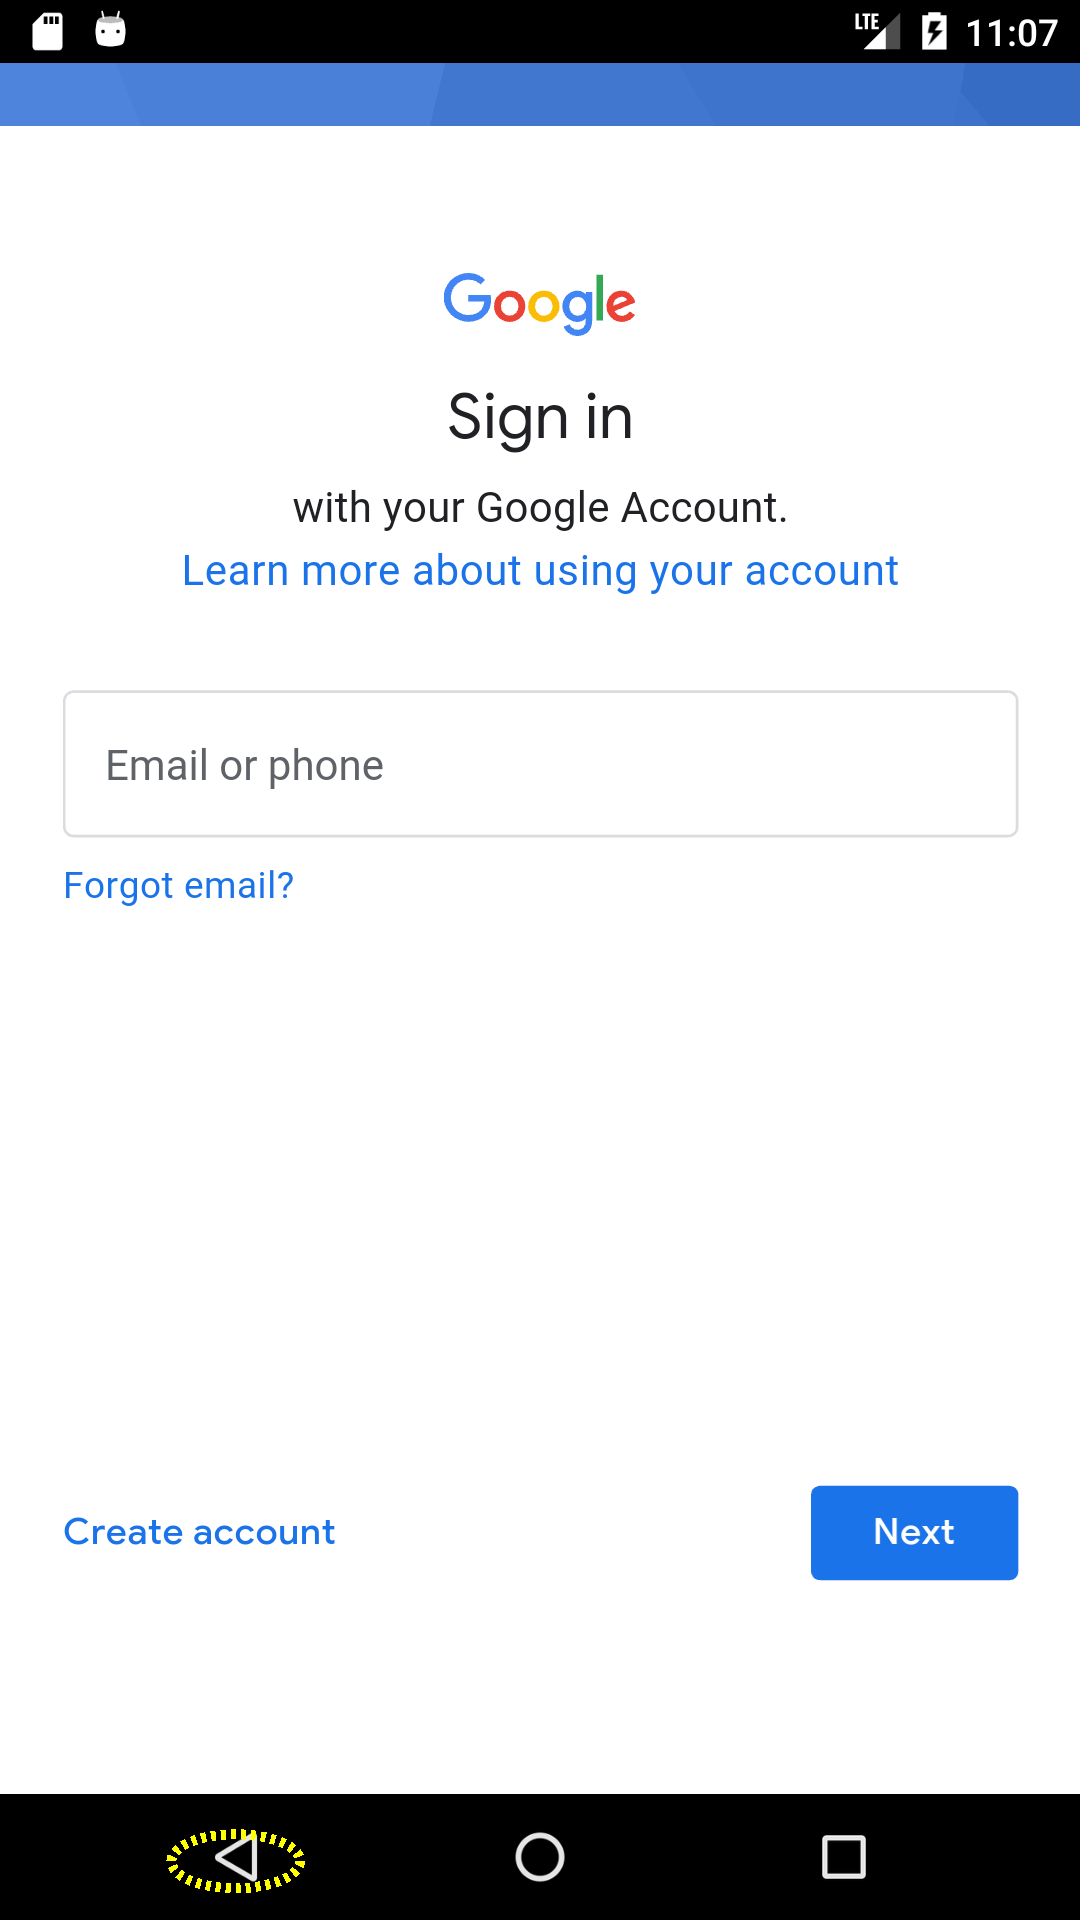 LTE 11:07
Google
Sign in
with your Google Account.
Learn more about using your account
Email or phone
Forgot email?
Create account Next